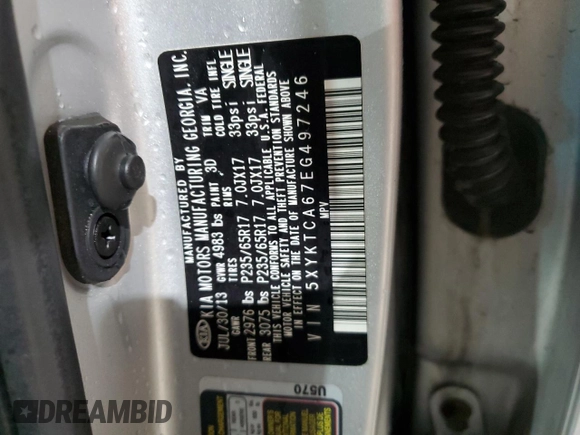 MANUFACTURED BY
KIA KIA MOTORS MANUFACTURING GEORGIA, INC.
JUL/30/13 GVWR 4983 lbs PAINT 3D TRIM VA
GAWR TIRES RIMS COLD TIRE INFL
FRONT 2976 lbs P235/65R17 7.0JX17 33psi SINGLE
REAR 3075 lbs P235/65R17 7.0JX17 33psi SINGLE
THIS VEHICLE CONFORMS TO ALL APPLICABLE U.S.A FEDERAL
MOTOR VEHICLE SAFETY AND THEFT PREVENTION STANDARDS
IN EFFECT ON THE DATE OF MANUFACTURE SHOWN ABOVE
VIN 5XYKTCA67EG497246
MPV
U570
DREAMBID